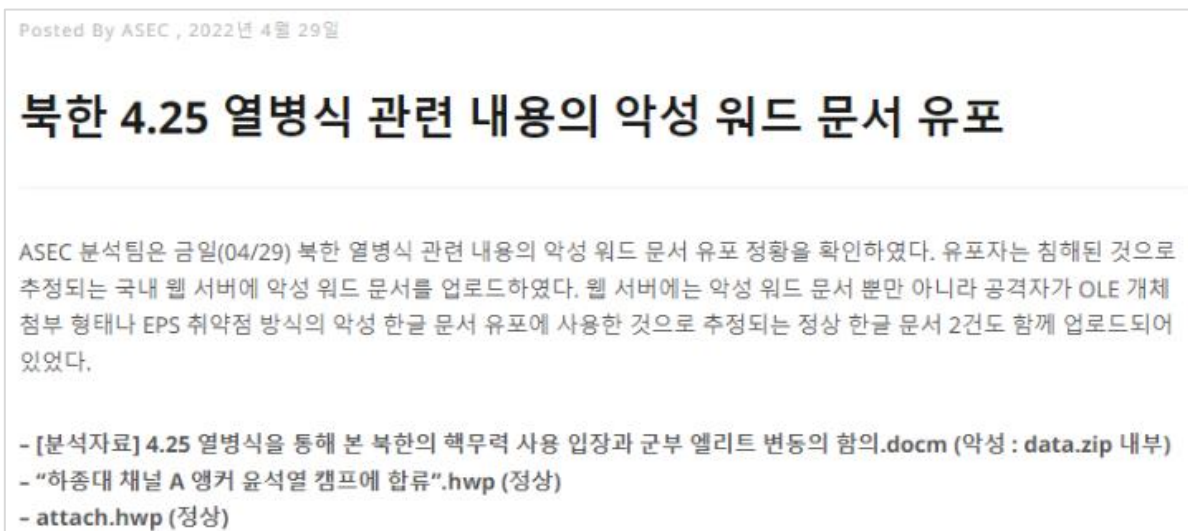 Posted By ASEC , 2022년 4월 29일
북한 4.25 열병식 관련 내용의 악성 워드 문서 유포
ASEC 분석팀은 금일(04/29) 북한 열병식 관련 내용의 악성 워드 문서 유포 정황을 확인하였다. 유포자는 침해된 것으로
추정되는 국내 웹 서버에 악성 워드 문서를 업로드하였다. 웹 서버에는 악성 워드 문서 뿐만 아니라 공격자가 OLE 개체
첨부 형태나 EPS 취약점 방식의 악성 한글 문서 유포에 사용한 것으로 추정되는 정상 한글 문서 2건도 함께 업로드되어
있었다.
– [분석자료] 4.25 열병식을 통해 본 북한의 핵무력 사용 입장과 군부 엘리트 변동의 함의.docm (악성 : data.zip 내부)
– “하종대 채널 A 앵커 윤석열 캠프에 합류”.hwp (정상)
– attach.hwp (정상)